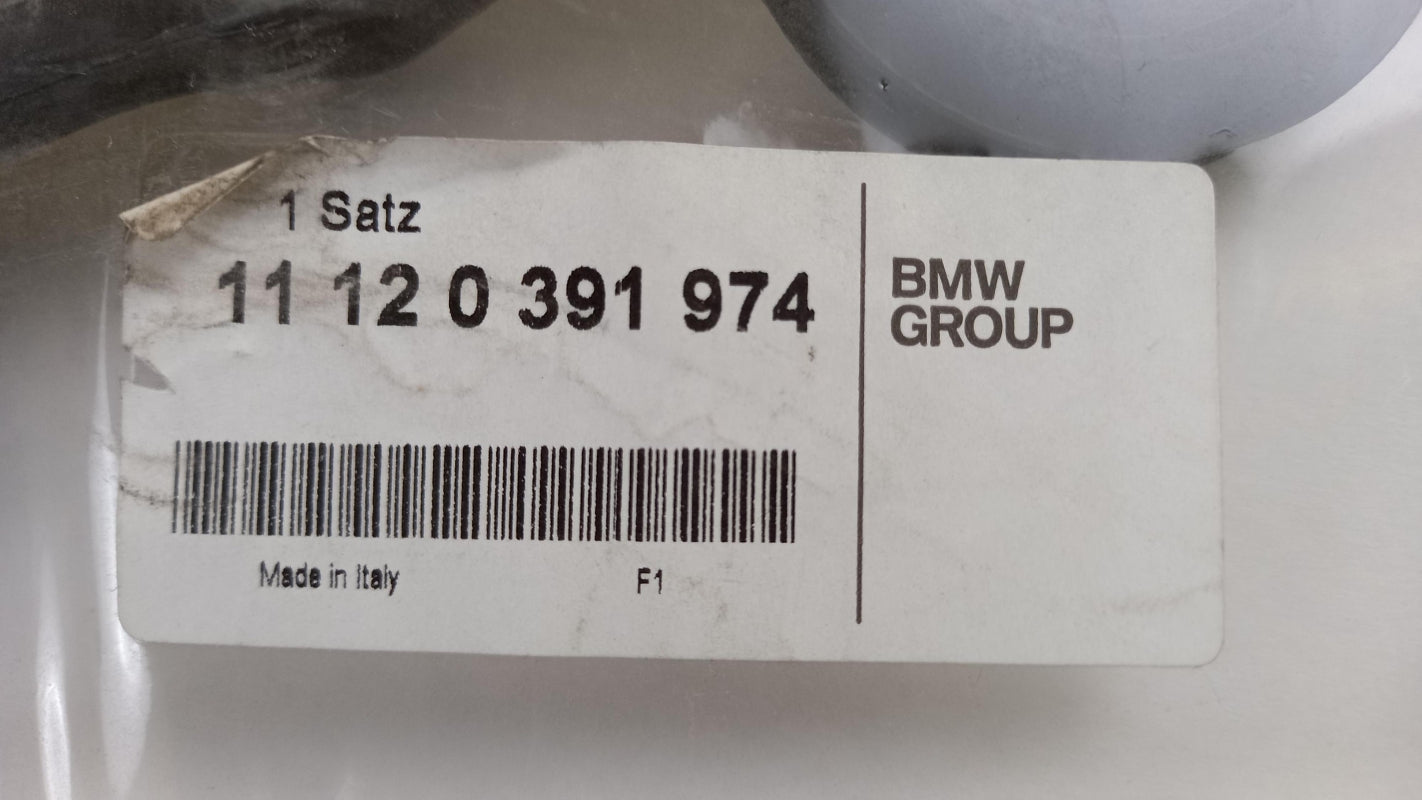 1 Satz
11 12 0 391 974
BMW
GROUP
Made in Italy
F1